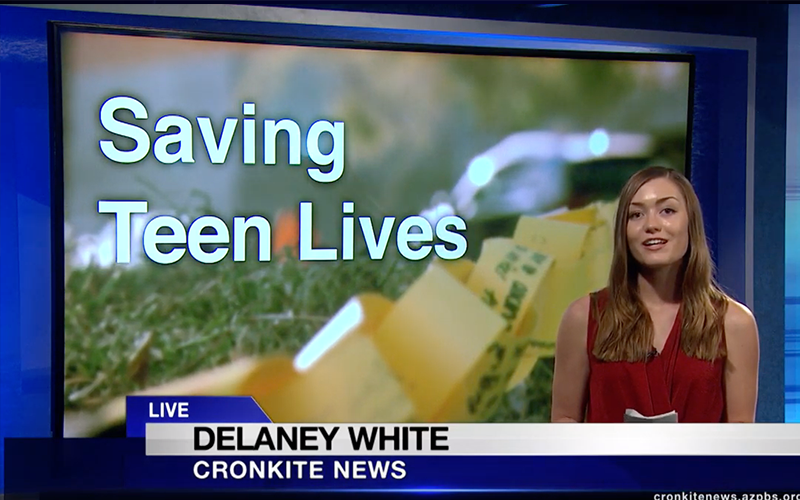 Saving
Teen Lives
LIVE
DELANEY WHITE
CRONKITE NEWS
cronkitenews.azpbs.org